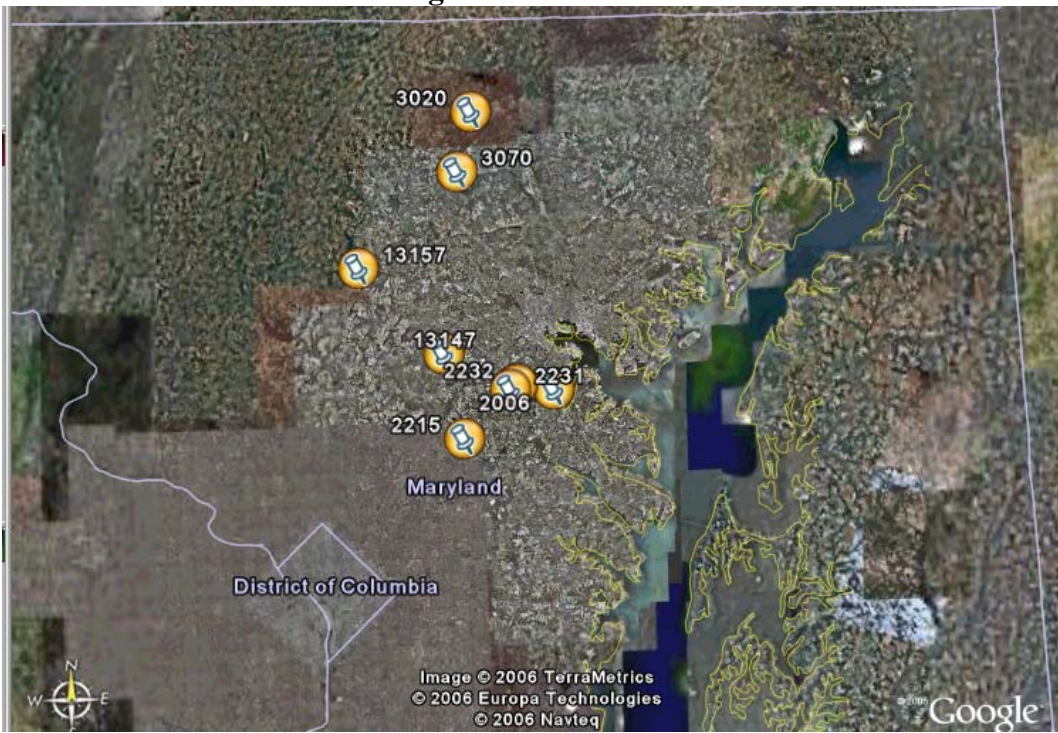 3020
3070
13157
13147
2232
2231
2006
2215
Maryland
District of Columbia
N
W E
Image © 2006 TerraMetrics
© 2006 Europa Technologies
© 2006 Navteq
©2005 Google